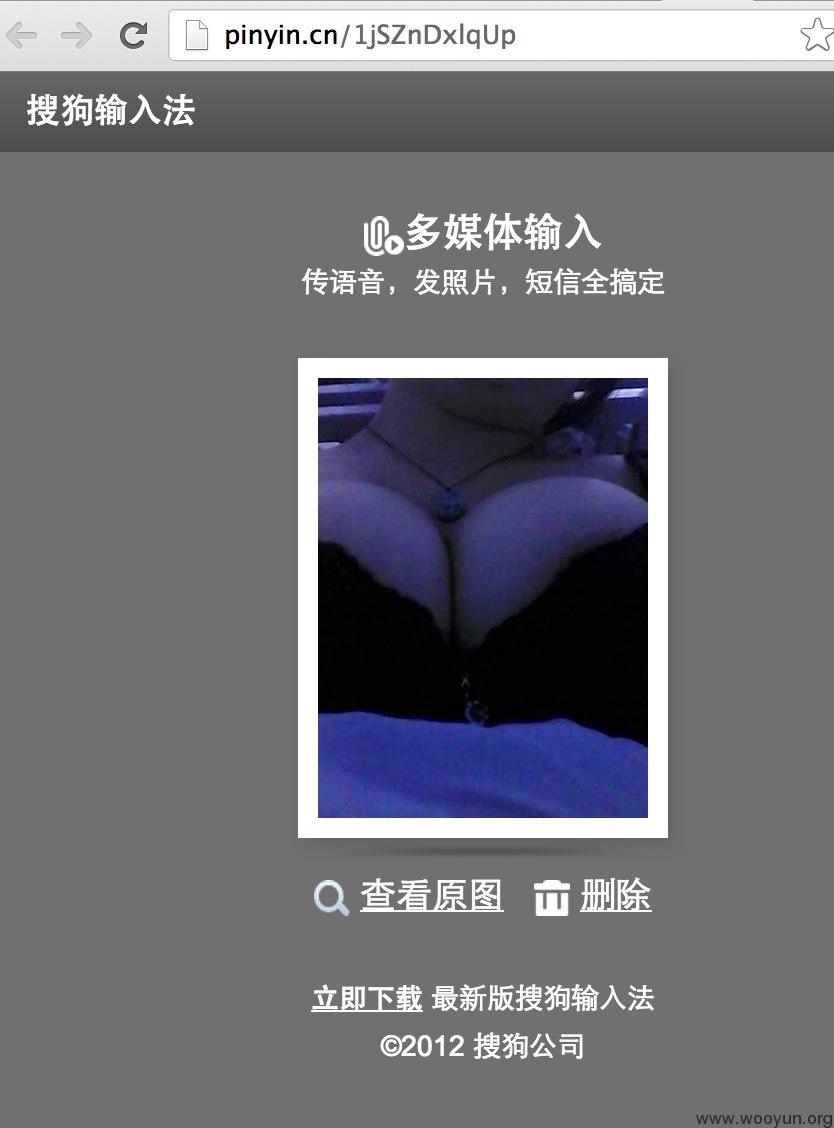 pinyin.cn/1jSZnDxlqUp
搜狗输入法
多媒体输入
传语音，发照片，短信全搞定
查看原图 删除
立即下载 最新版搜狗输入法
©2012 搜狗公司
www.wooyun.org